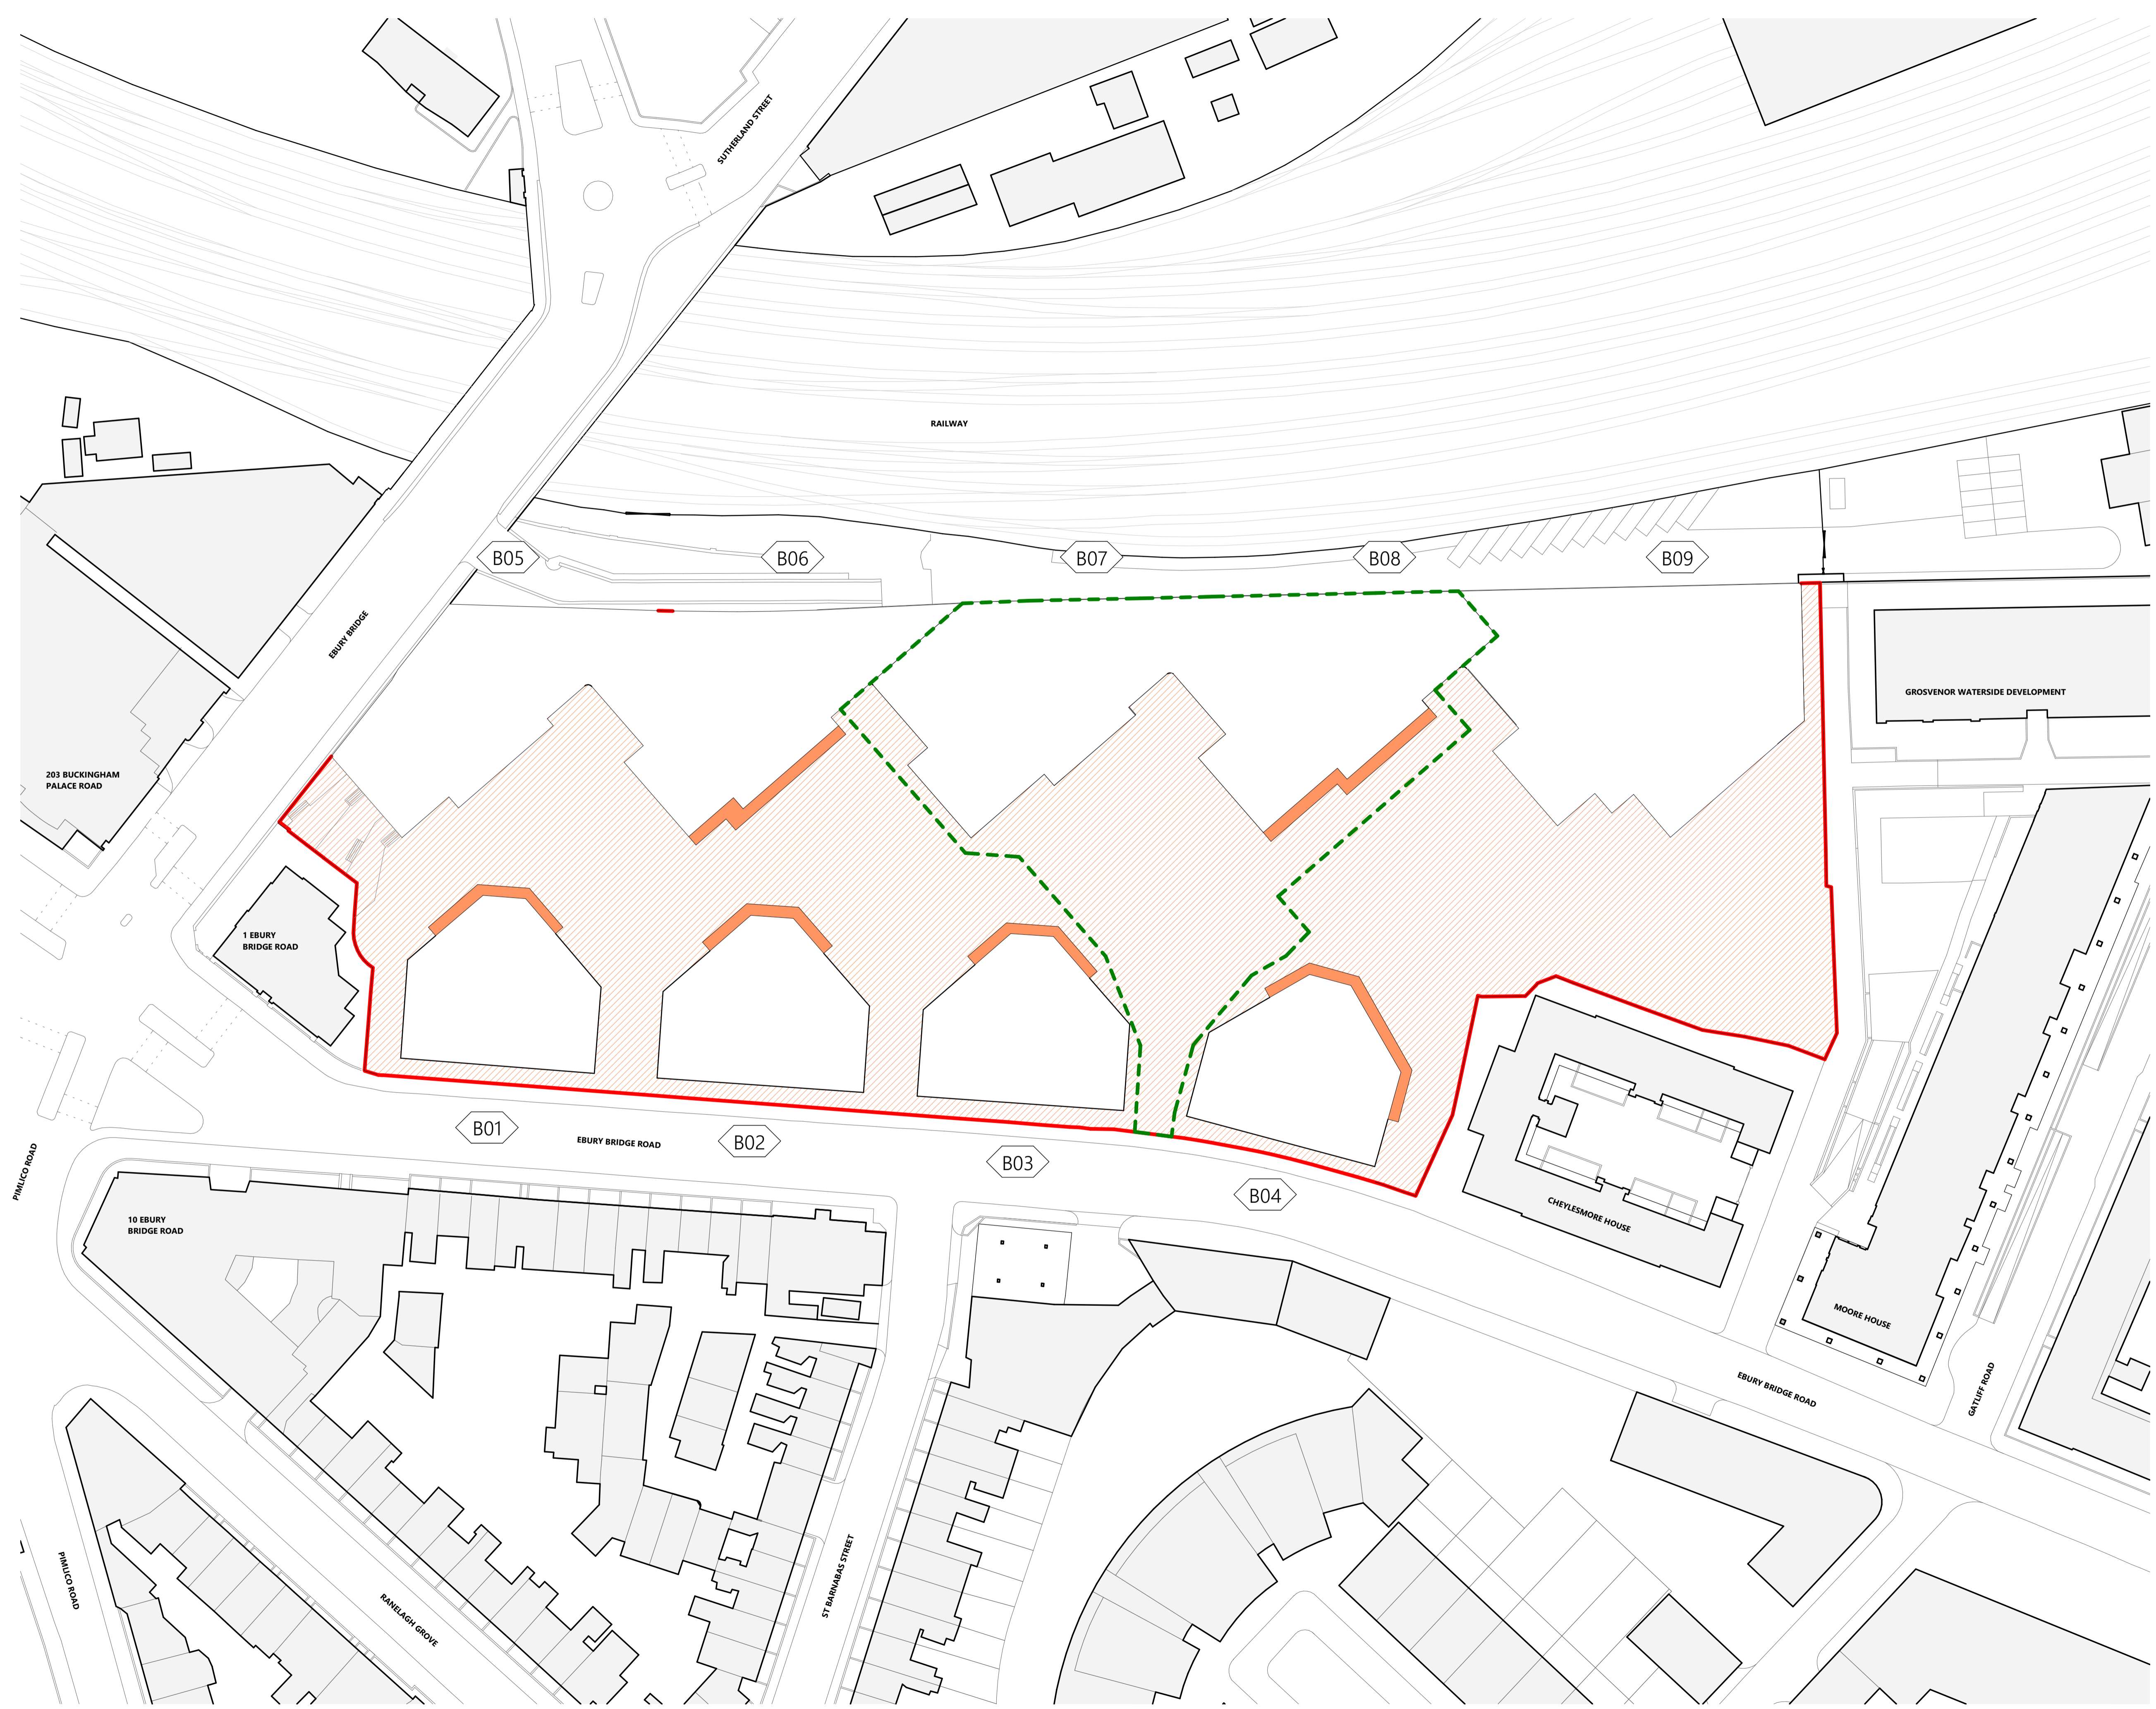 SUTHERLAND STREET
RAILWAY
B05
B06
B07
B08
B09
EBURY BRIDGE
GROSVENOR WATERSIDE DEVELOPMENT
203 BUCKINGHAM
PALACE ROAD
1 EBURY
BRIDGE ROAD
B01
EBURY BRIDGE ROAD
B02
B03
B04
PIMLICO ROAD
10 EBURY
BRIDGE ROAD
CHEYLESMORE HOUSE
MOORE HOUSE
EBURY BRIDGE ROAD
GATLIFF ROAD
PIMLICO ROAD
RANELAGH GROVE
ST BARNABAS STREET